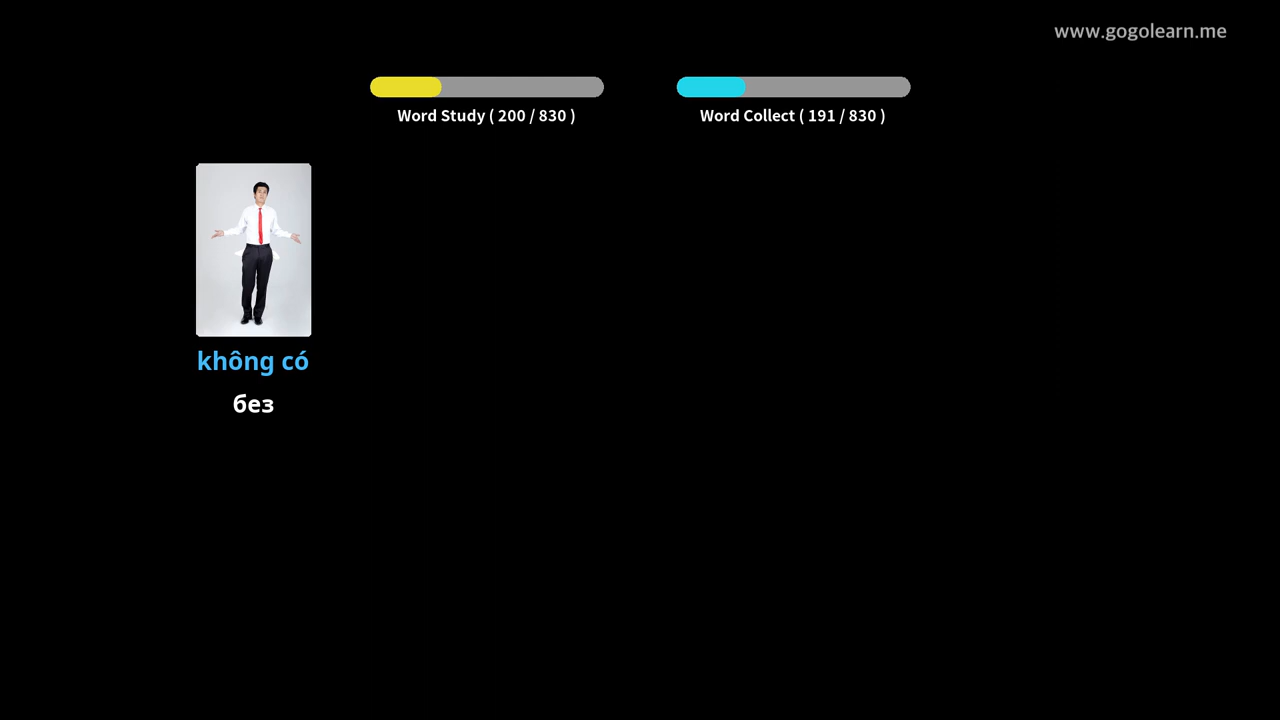 www.gogolearn.me
Word Study ( 200 / 830 )
Word Collect ( 191 / 830 )
không có
без